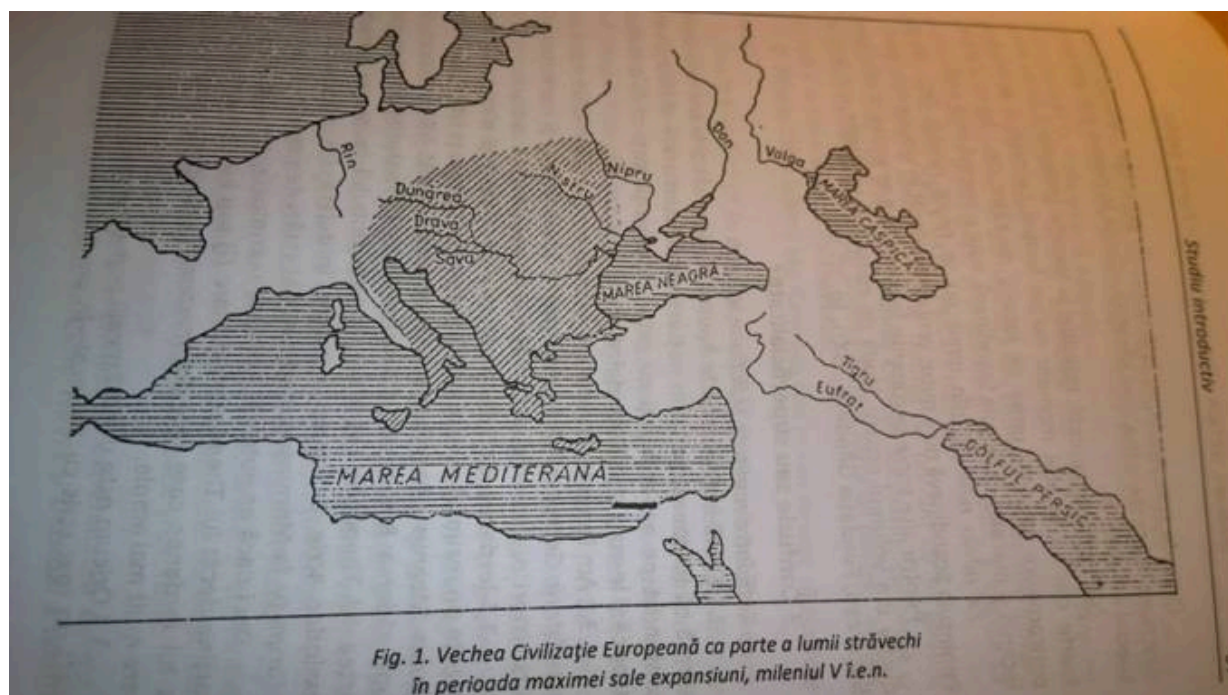 Rin
Dunărea
Drava
Sava
Nistru
Nipru
Don
Volga
MAREA CASPICĂ
MAREA NEAGRĂ
Tigru
Eufrat
GOLFUL PERSIC
MAREA MEDITERANĂ
Studiu introductiv
Fig. 1. Vechea Civilizaţie Europeană ca parte a lumii străvechi
în perioada maximei sale expansiuni, mileniul V î.e.n.